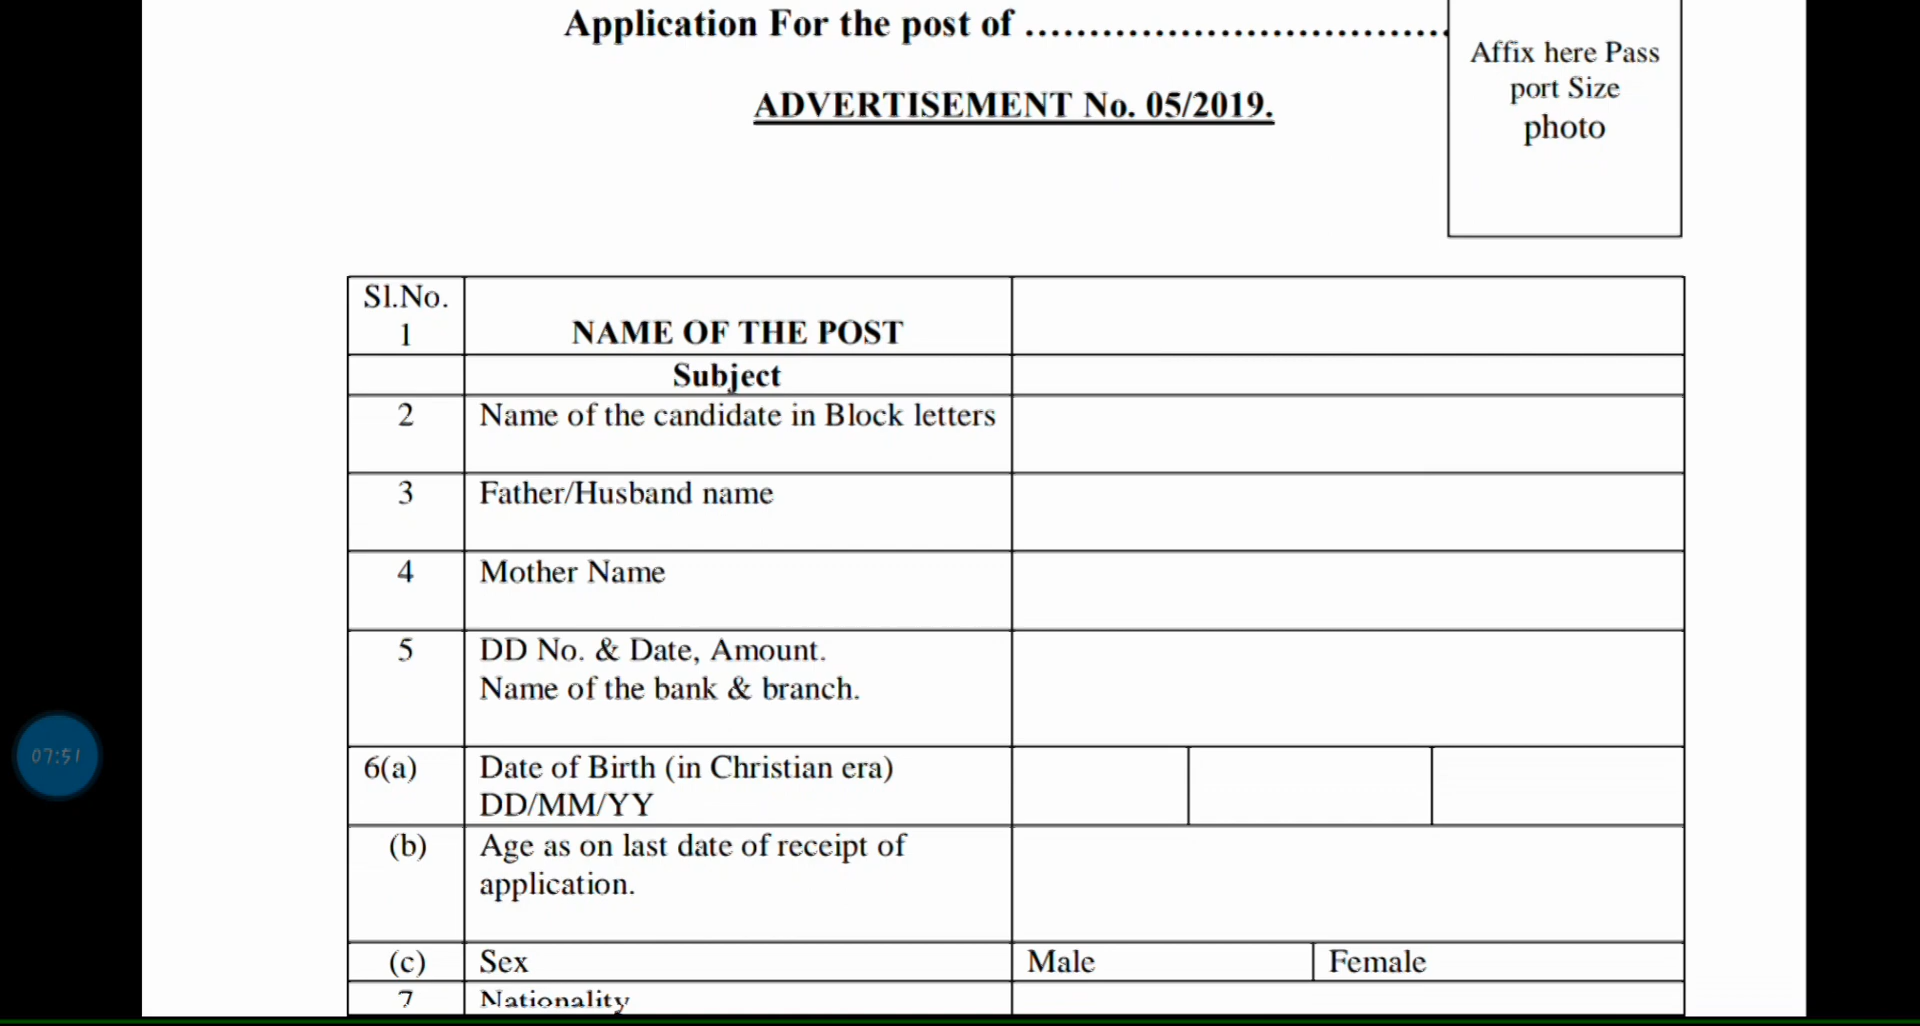 Application For the post of ....................................
ADVERTISEMENT No. 05/2019.
Affix here Pass
port Size
photo
Sl.No.
1 NAME OF THE POST
Subject
2 Name of the candidate in Block letters
3 Father/Husband name
4 Mother Name
5 DD No. & Date, Amount.
Name of the bank & branch.
6(a) Date of Birth (in Christian era)
DD/MM/YY
(b) Age as on last date of receipt of
application.
(c) Sex Male Female
7 Nationality
07:51